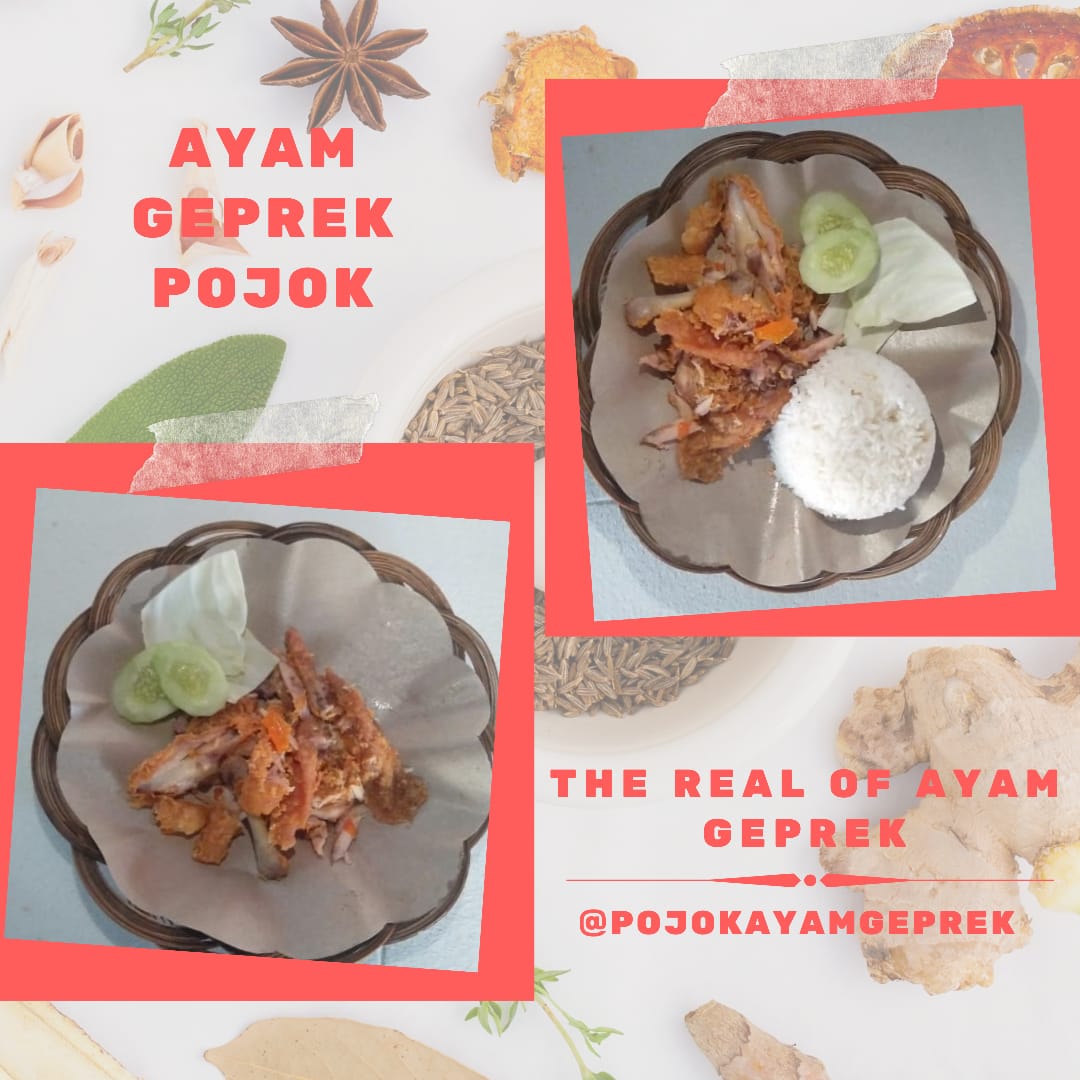 AYAM
GEPREK
POJOK
THE REAL OF AYAM
GEPREK
@POJOKAYAMGEPREK